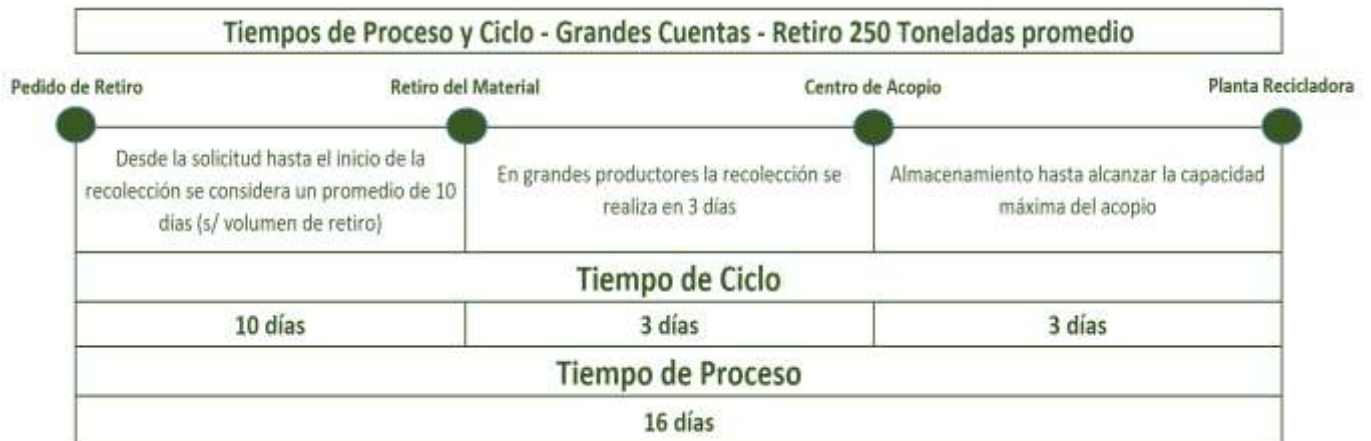 Tiempos de Proceso y Ciclo - Grandes Cuentas - Retiro 250 Toneladas promedio
Pedido de Retiro
Retiro del Material
Centro de Acopio
Planta Recicladora
Desde la solicitud hasta el inicio de la
recolección se considera un promedio de 10
días (s/ volumen de retiro)
En grandes productores la recolección se
realiza en 3 días
Almacenamiento hasta alcanzar la capacidad
máxima del acopio
Tiempo de Ciclo
10 días
3 días
3 días
Tiempo de Proceso
16 días